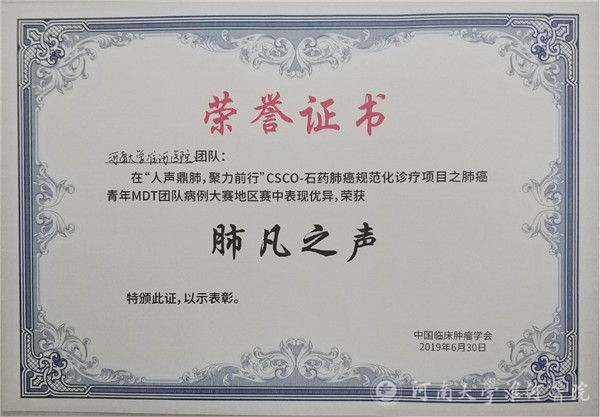 荣誉证书
河南大学淮河医院团队：
在“人声鼎肺，聚力前行”CSCO-石药肺癌规范化诊疗项目之肺癌
青年MDT团队病例大赛地区赛中表现优异，荣获
肺凡之声
特颁此证，以示表彰。
中国临床肿瘤学会
2019年6月30日
河南大学淮河医院